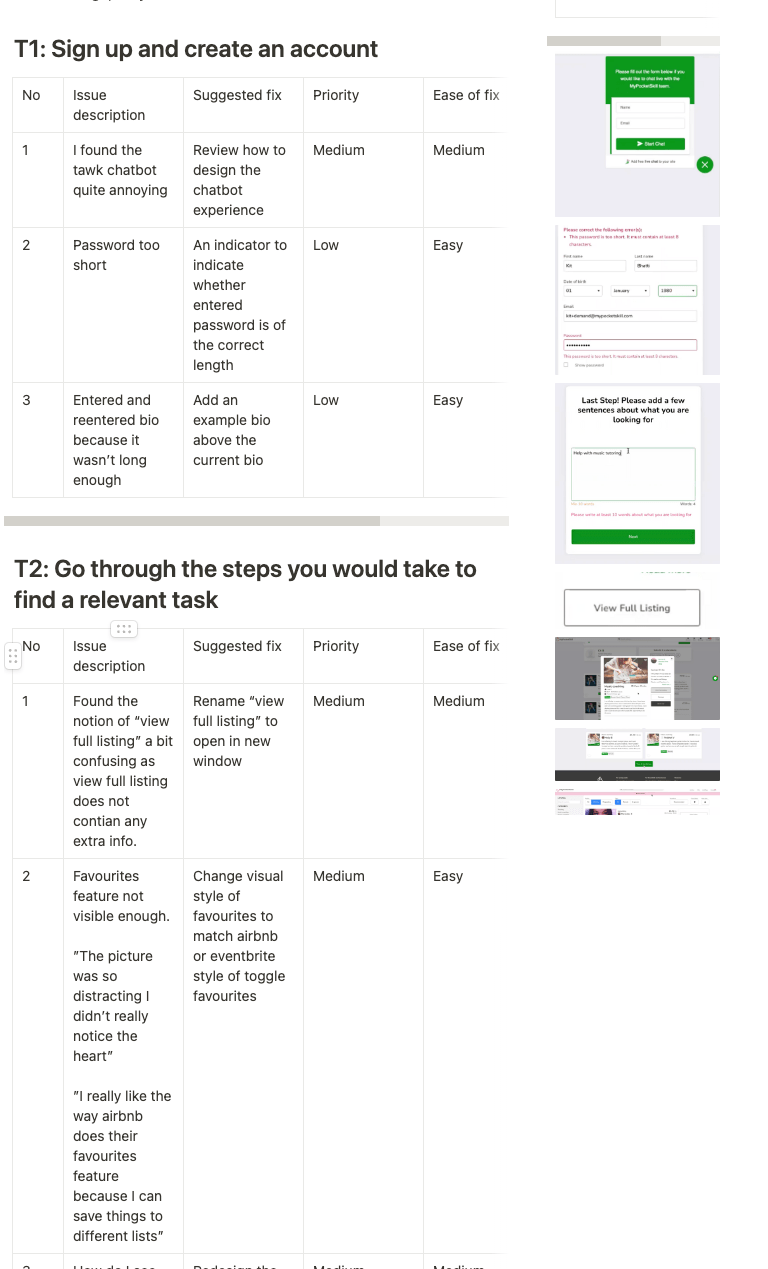 T1: Sign up and create an account
No
Issue
description
Suggested fix
Priority
Ease of fix
1
I found the
tawk chatbot
quite annoying
Review how to
design the
chatbot
experience
Medium
Medium
2
Password too
short
An indicator to
indicate
whether
entered
password is of
the correct
length
Low
Easy
3
Entered and
reentered bio
because it
wasn’t long
enough
Add an
example bio
above the
current bio
Low
Easy
T2: Go through the steps you would take to
find a relevant task
No
Issue
description
Suggested fix
Priority
Ease of fix
1
Found the
notion of “view
full listing” a bit
confusing as
view full listing
does not
contian any
extra info.
Rename “view
full listing” to
open in new
window
Medium
Medium
2
Favourites
feature not
visible enough.
”The picture
was so
distracting I
didn’t really
notice the
heart”
”I really like the
way airbnb
does their
favourites
feature
because I can
save things to
different lists”
Change visual
style of
favourites to
match airbnb
or eventbrite
style of toggle
favourites
Medium
Easy
Please fill out the form below if you
would like to chat live with the
MyPocketSkill team:
Name
Email
Start Chat
Please correct the following error(s):
This password is too short. It must contain at least 8
characters.
First name
Last name
Kit
Date of birth
01
January
1980
Email
kit+demand@mypocketskill.com
Password
This password is too short. It must contain at least 8 characters.
Show password
Last Step! Please add a few
sentences about what you are
looking for
Help with music
Words: 4
Please write at least 10 words about what you are looking for
Next
View Full Listing